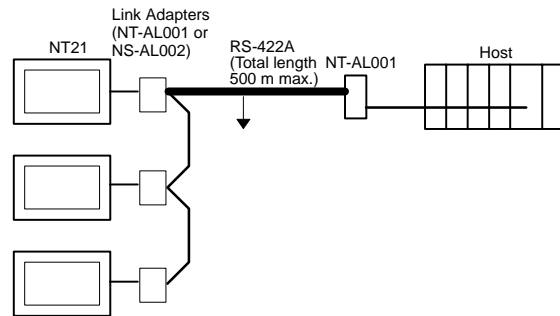 Link Adapters
(NT-AL001 or
NS-AL002)
NT21
RS-422A
(Total length
500 m max.)
NT-AL001
Host